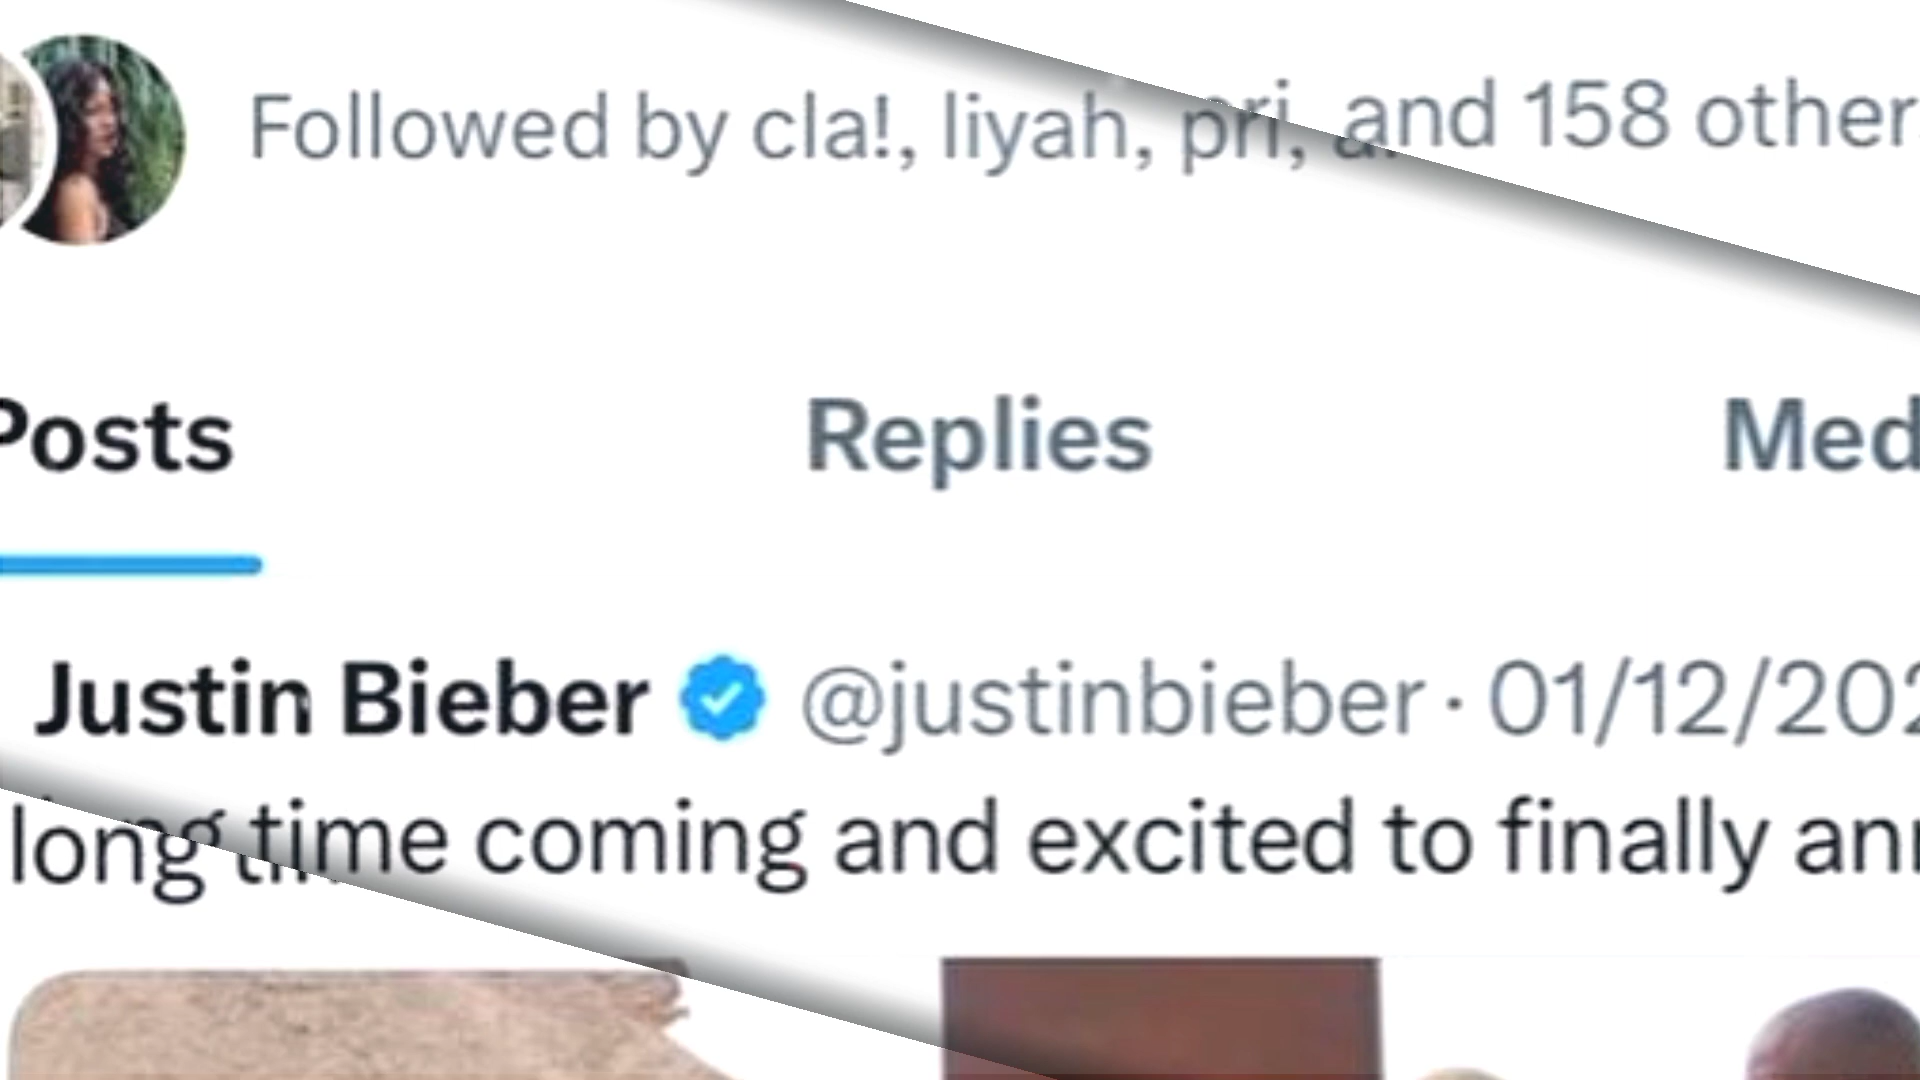 Followed by cla!, liyah, pri, and 158 other
Posts Replies Med
Justin Bieber @justinbieber · 01/12/202
long time coming and excited to finally ann